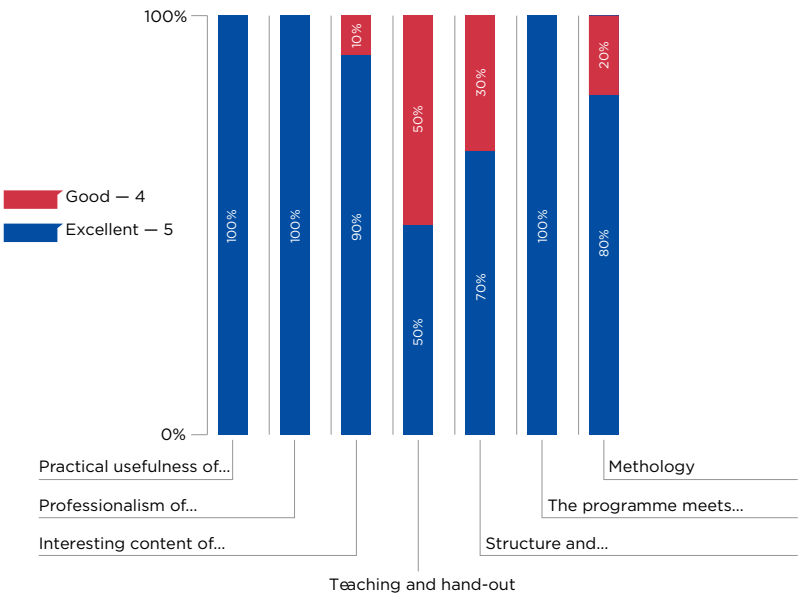 100%
10%
50%
30%
20%
Good — 4
Excellent — 5
100%
100%
90%
50%
70%
100%
80%
0%
Practical usefulness of...
Methology
Professionalism of...
The programme meets...
Interesting content of...
Structure and...
Teaching and hand-out